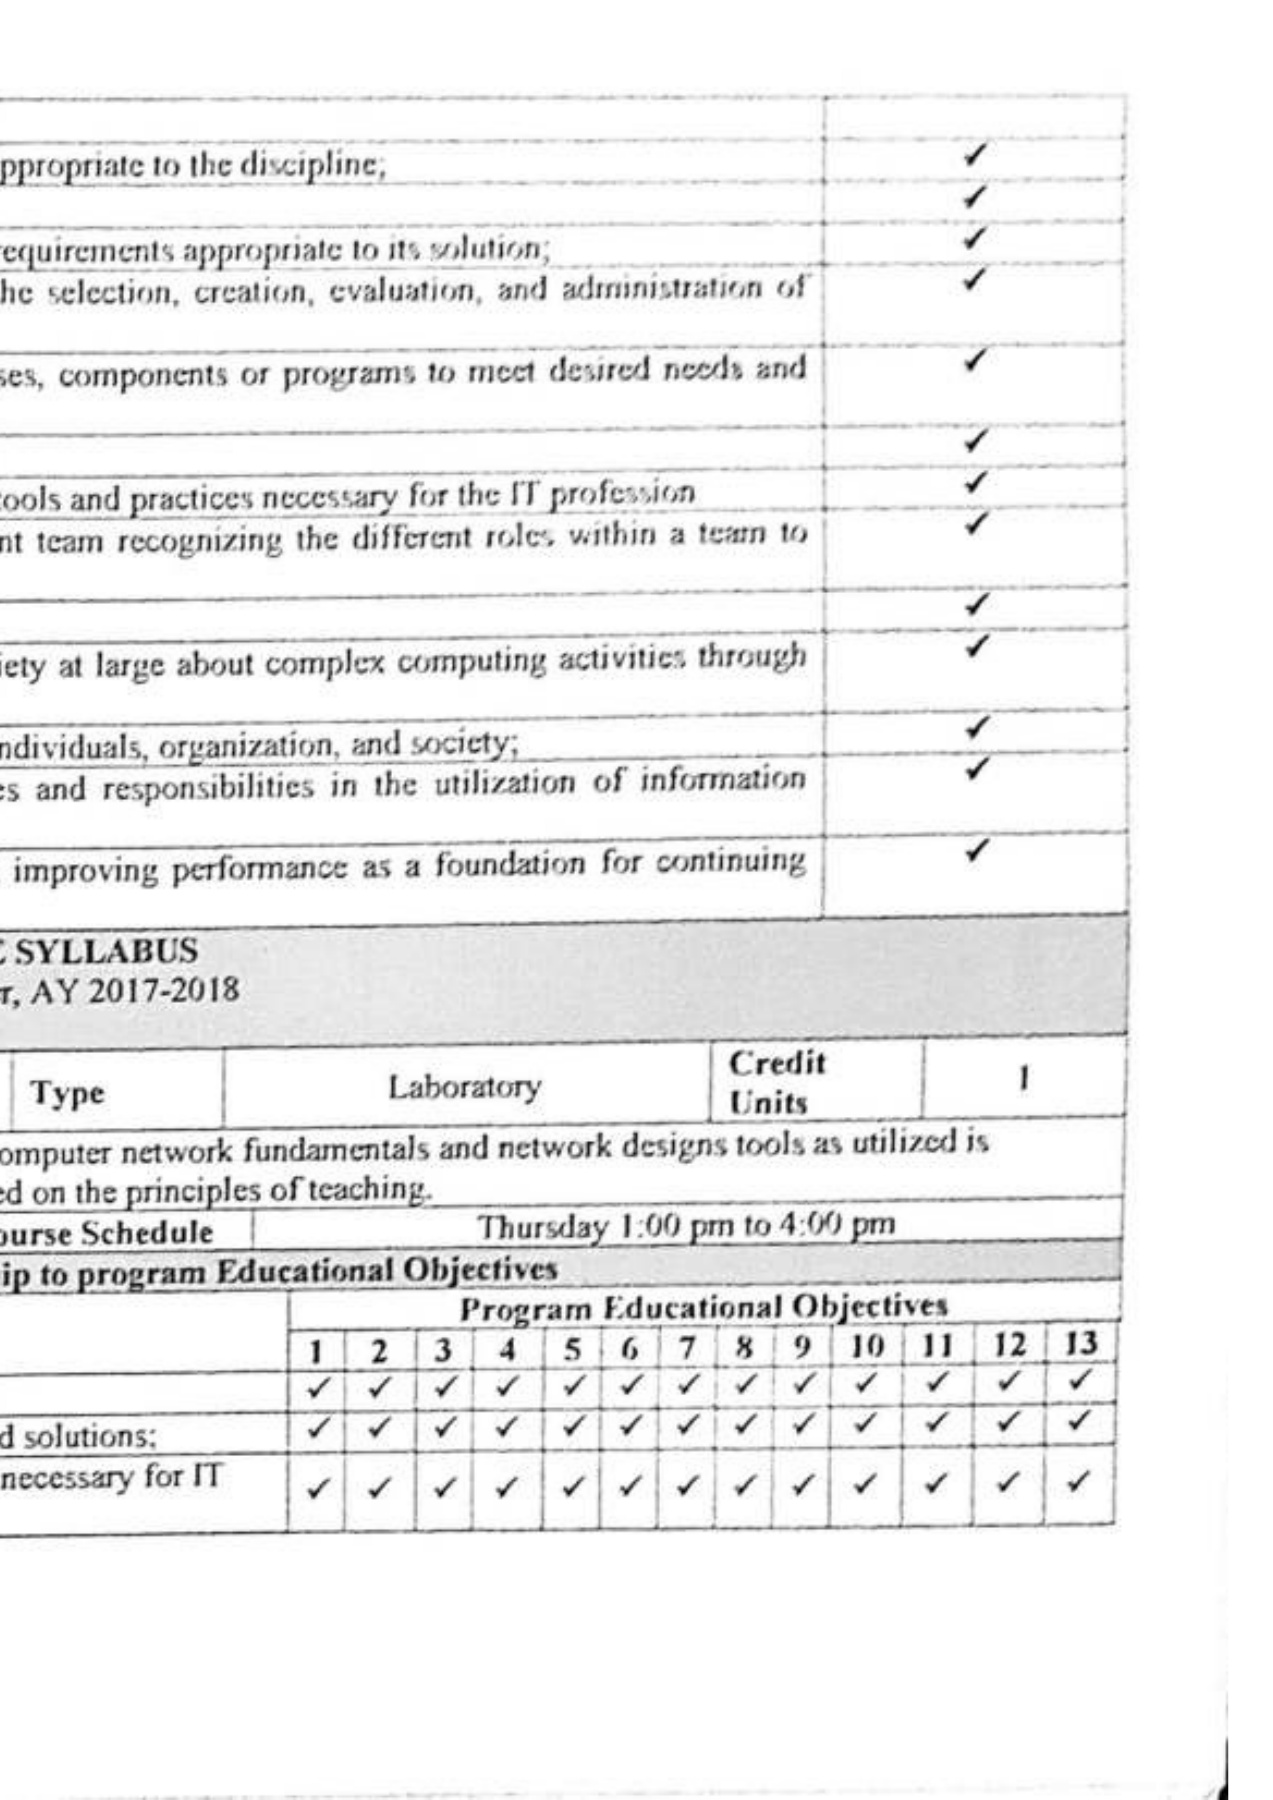 ppropriate to the discipline; ✓
✓
equirements appropriate to its solution; ✓
he selection, creation, evaluation, and administration of ✓
ses, components or programs to meet desired needs and ✓
✓
ools and practices necessary for the IT profession ✓
nt team recognizing the different roles within a team to ✓
✓
iety at large about complex computing activities through ✓
ndividuals, organization, and society; ✓
es and responsibilities in the utilization of information ✓
improving performance as a foundation for continuing ✓
SYLLABUS
r, AY 2017-2018
Type Laboratory Credit Units 1
omputer network fundamentals and network designs tools as utilized is
ed on the principles of teaching.
ourse Schedule Thursday 1:00 pm to 4:00 pm
ip to program Educational Objectives
Program Educational Objectives
1 2 3 4 5 6 7 8 9 10 11 12 13
✓ ✓ ✓ ✓ ✓ ✓ ✓ ✓ ✓ ✓ ✓ ✓ ✓
d solutions; ✓ ✓ ✓ ✓ ✓ ✓ ✓ ✓ ✓ ✓ ✓ ✓ ✓
necessary for IT ✓ ✓ ✓ ✓ ✓ ✓ ✓ ✓ ✓ ✓ ✓ ✓ ✓